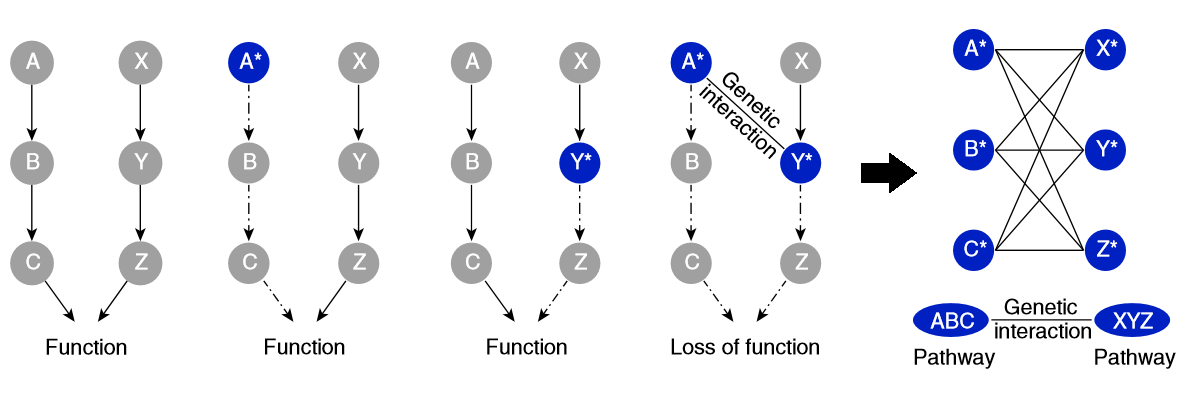 A X A* X A X A* X A* X*
Genetic
interaction
B Y B Y B Y* B Y* B* Y*
C Z C Z C Z C Z C* Z*
Function Function Function Loss of function
ABC Genetic interaction XYZ
Pathway Pathway